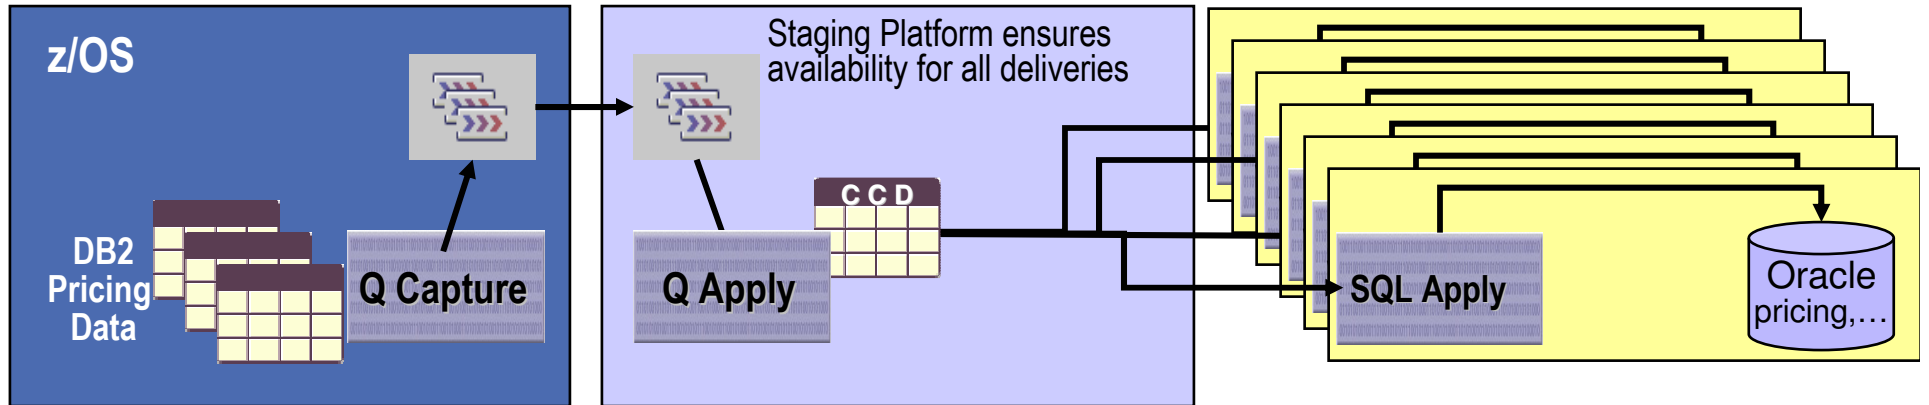 z/OS
DB2
Pricing
Data
Q Capture
Staging Platform ensures
availability for all deliveries
C C D
Q Apply
SQL Apply
Oracle
pricing,…